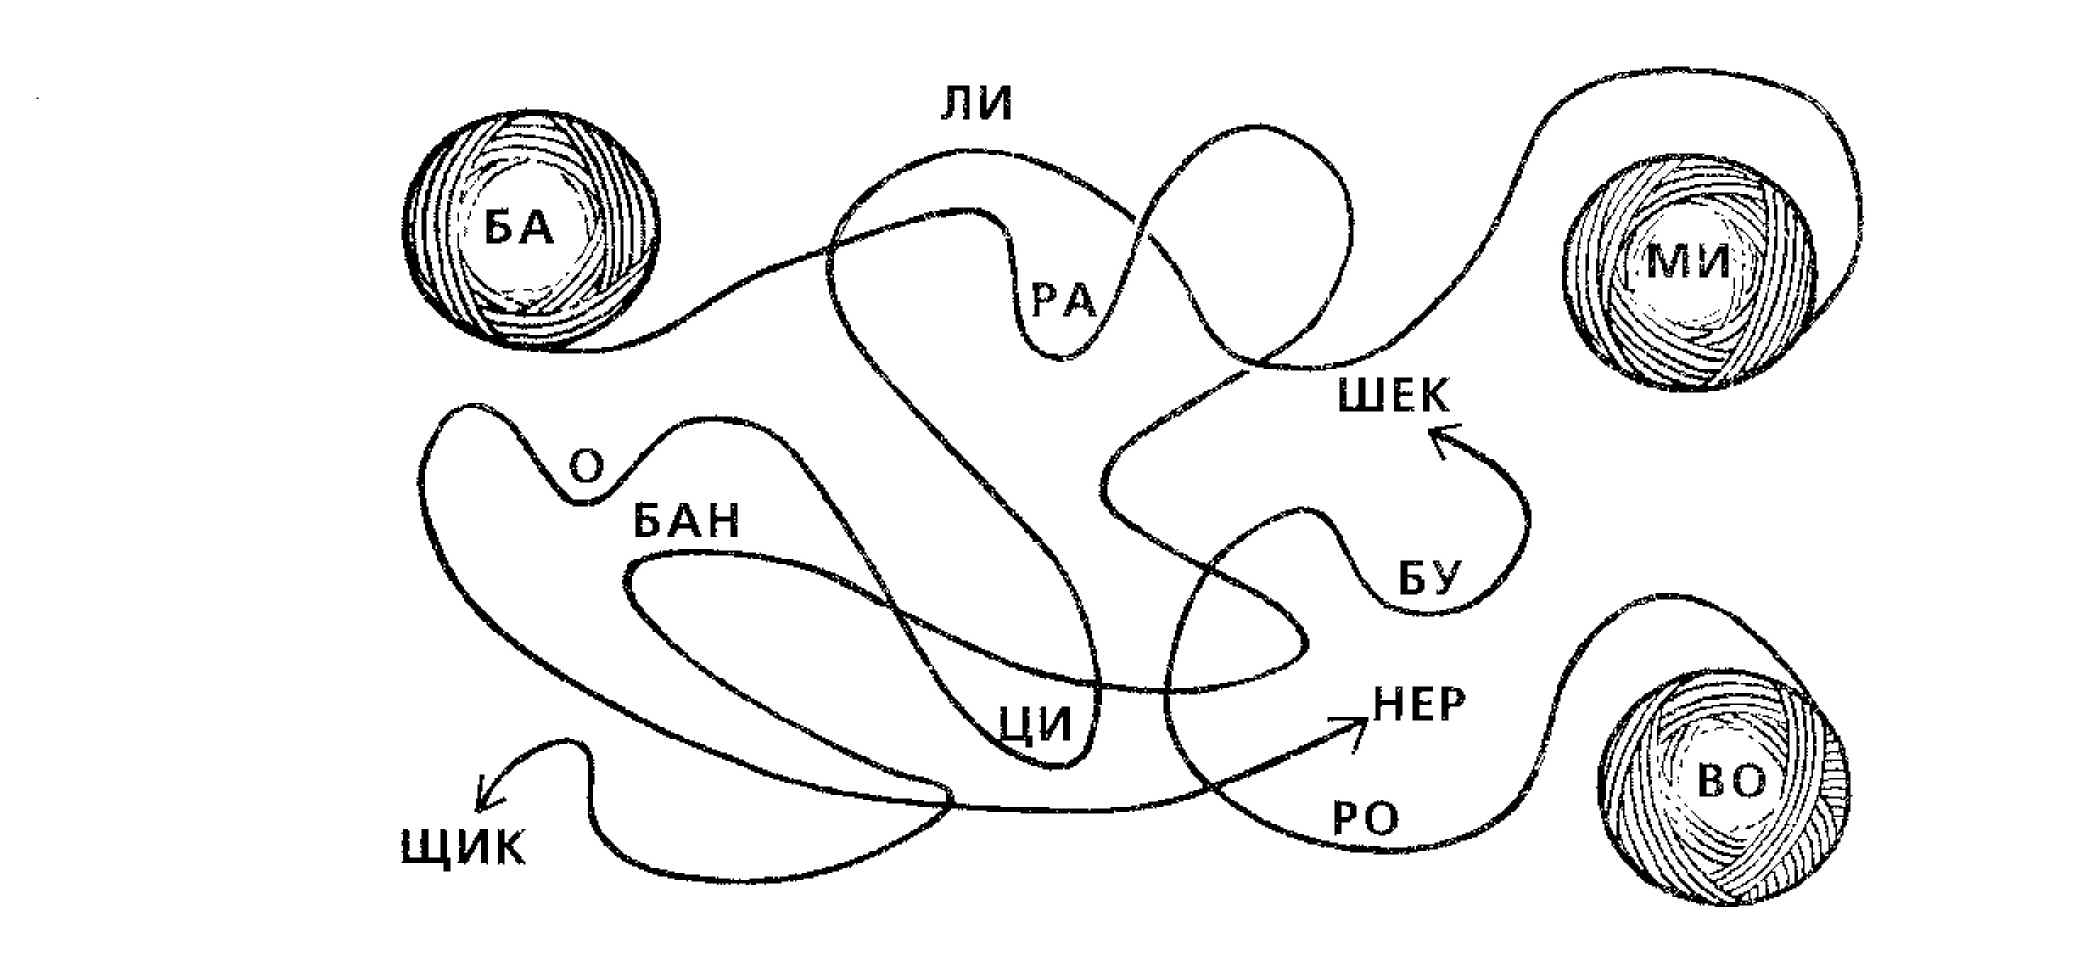 ЛИ
БА
РА
МИ
ШЕК
О
БАН
БУ
ЦИ
НЕР
ВО
РО
ЩИК